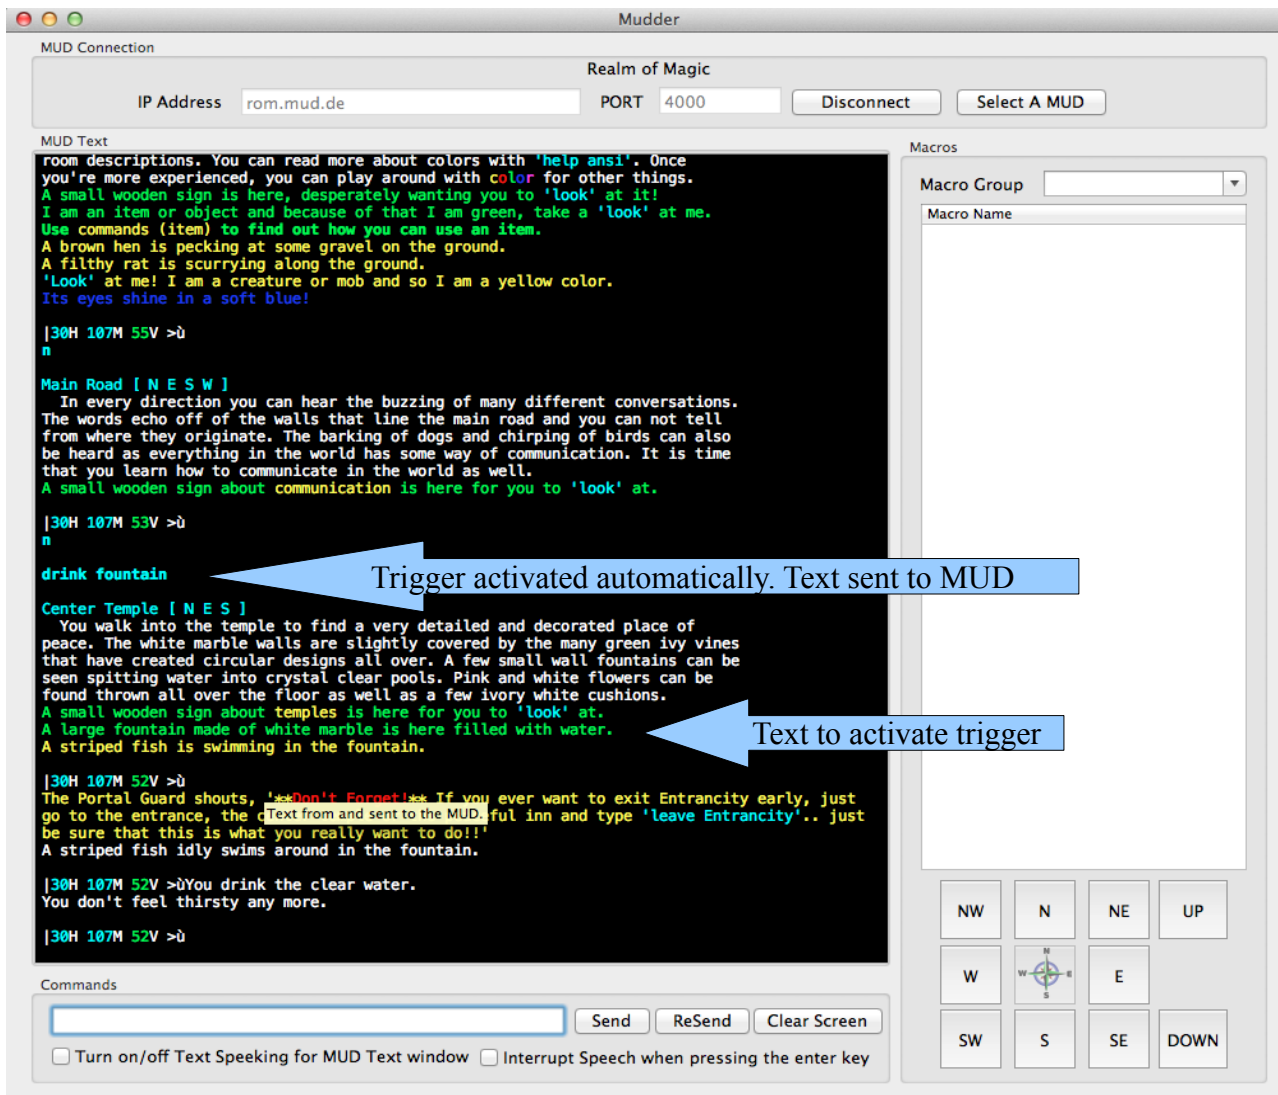 Mudder
MUD Connection
Realm of Magic
IP Address rom.mud.de PORT 4000 Disconnect Select A MUD
MUD Text
room descriptions. You can read more about colors with 'help ansi'. Once
you're more experienced, you can play around with color for other things.
A small wooden sign is here, desperately wanting you to 'look' at it!
I am an item or object and because of that I am green, take a 'look' at me.
Use commands (item) to find out how you can use an item.
A brown hen is pecking at some gravel on the ground.
A filthy rat is scurrying along the ground.
'Look' at me! I am a creature or mob and so I am a yellow color.
Its eyes shine in a soft blue!
|30H 107M 55V >ù
n
Main Road [ N E S W ]
In every direction you can hear the buzzing of many different conversations.
The words echo off of the walls that line the main road and you can not tell
from where they originate. The barking of dogs and chirping of birds can also
be heard as everything in the world has some way of communication. It is time
that you learn how to communicate in the world as well.
A small wooden sign about communication is here for you to 'look' at.
|30H 107M 53V >ù
n
drink fountain
Trigger activated automatically. Text sent to MUD
Center Temple [ N E S ]
You walk into the temple to find a very detailed and decorated place of
peace. The white marble walls are slightly covered by the many green ivy vines
that have created circular designs all over. A few small wall fountains can be
seen spitting water into crystal clear pools. Pink and white flowers can be
found thrown all over the floor as well as a few ivory white cushions.
A small wooden sign about temples is here for you to 'look' at.
A large fountain made of white marble is here filled with water.
Text to activate trigger
A striped fish is swimming in the fountain.
|30H 107M 52V >ù
The Portal Guard shouts, '**Don't Forget!** If you ever want to exit Entrancity early, just
go to the entrance, the
Text from and sent to the MUD.
ful inn and type 'leave Entrancity'.. just
be sure that this is what you really want to do!!'
A striped fish idly swims around in the fountain.
|30H 107M 52V >ùYou drink the clear water.
You don't feel thirsty any more.
|30H 107M 52V >ù
Macros
Macro Group
Macro Name
NW N NE UP
W N W E S E
SW S SE DOWN
Commands
Send ReSend Clear Screen
Turn on/off Text Speeking for MUD Text window Interrupt Speech when pressing the enter key